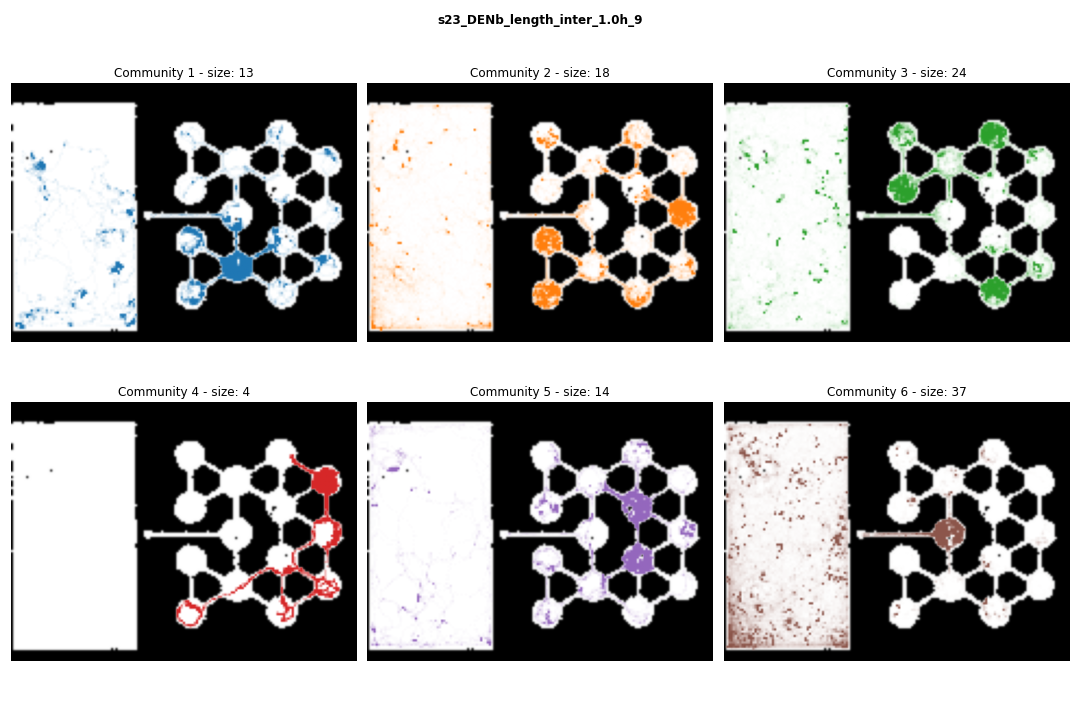 s23_DENb_length_inter_1.0h_9
Community 1 - size: 13
Community 2 - size: 18
Community 3 - size: 24
Community 4 - size: 4
Community 5 - size: 14
Community 6 - size: 37